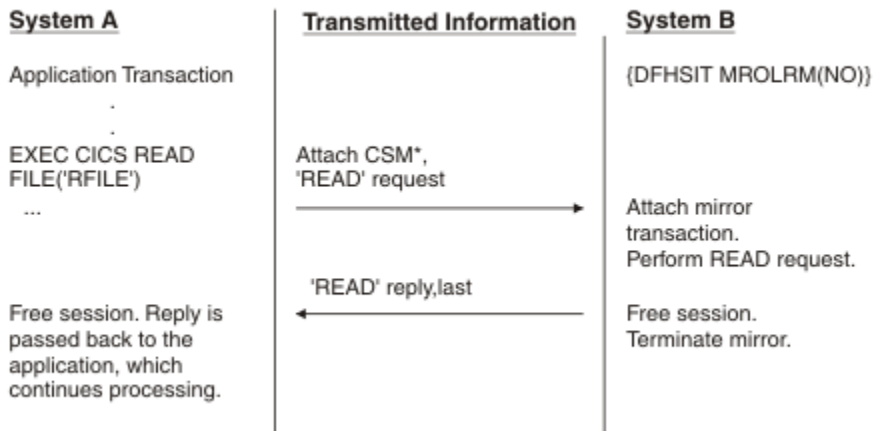 System A
Transmitted Information
System B
Application Transaction
{DFHSIT MROLRM(NO)}
.
.
EXEC CICS READ
FILE('RFILE')
...
Attach CSM*,
'READ' request
Attach mirror
transaction.
Perform READ request.
'READ' reply,last
Free session. Reply is
passed back to the
application, which
continues processing.
Free session.
Terminate mirror.